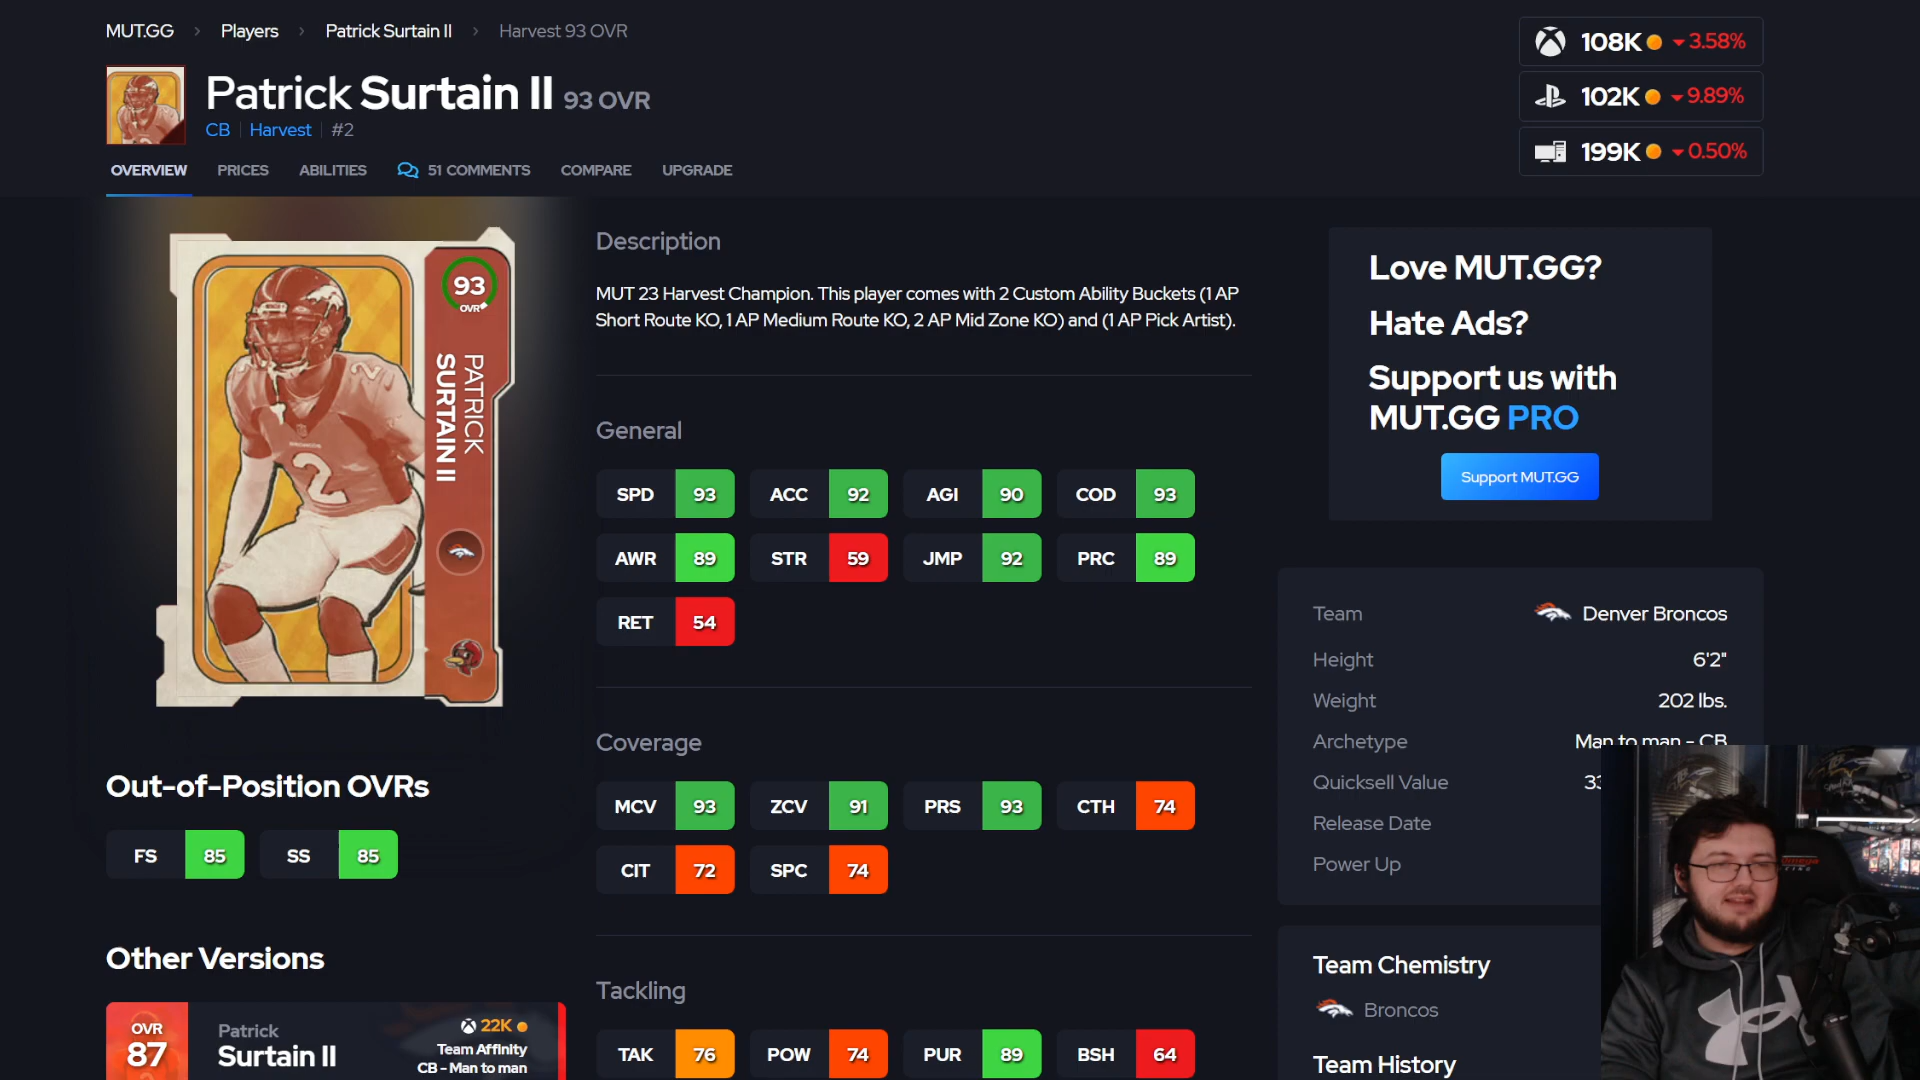 MUT.GG > Players > Patrick Surtain II > Harvest 93 OVR
Patrick Surtain II 93 OVR
CB | Harvest | #2
OVERVIEW PRICES ABILITIES 51 COMMENTS COMPARE UPGRADE
108K 3.58%
102K 9.89%
199K 0.50%
93
OVR
PATRICK
SURTAIN II
BRONCOS
2
2
Out-of-Position OVRs
FS 85 SS 85
Other Versions
OVR
87
Patrick
Surtain II
22K
Team Affinity
CB - Man to man
Description
MUT 23 Harvest Champion. This player comes with 2 Custom Ability Buckets (1 AP
Short Route KO, 1 AP Medium Route KO, 2 AP Mid Zone KO) and (1 AP Pick Artist).
General
SPD 93 ACC 92 AGI 90 COD 93
AWR 89 STR 59 JMP 92 PRC 89
RET 54
Coverage
MCV 93 ZCV 91 PRS 93 CTH 74
CIT 72 SPC 74
Tackling
TAK 76 POW 74 PUR 89 BSH 64
Love MUT.GG?
Hate Ads?
Support us with
MUT.GG PRO
Support MUT.GG
Team Denver Broncos
Height 6'2"
Weight 202 lbs.
Archetype Man to man - CB
Quicksell Value
Release Date
Power Up
Team Chemistry
Broncos
Team History